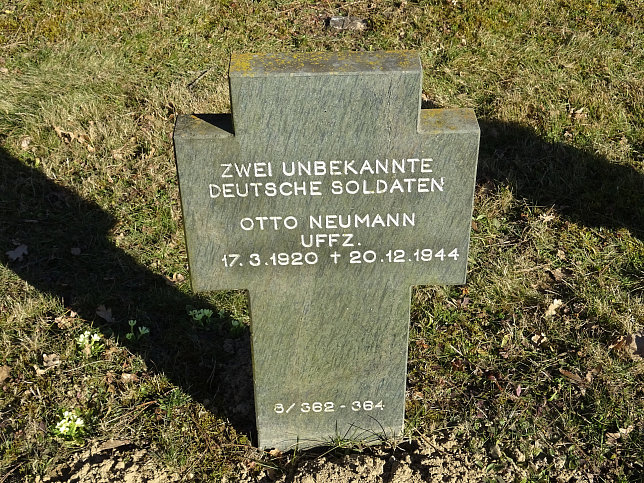 ZWEI UNBEKANNTE
DEUTSCHE SOLDATEN
OTTO NEUMANN
UFFZ.
17.3.1920 † 20.12.1944
8/362 - 364